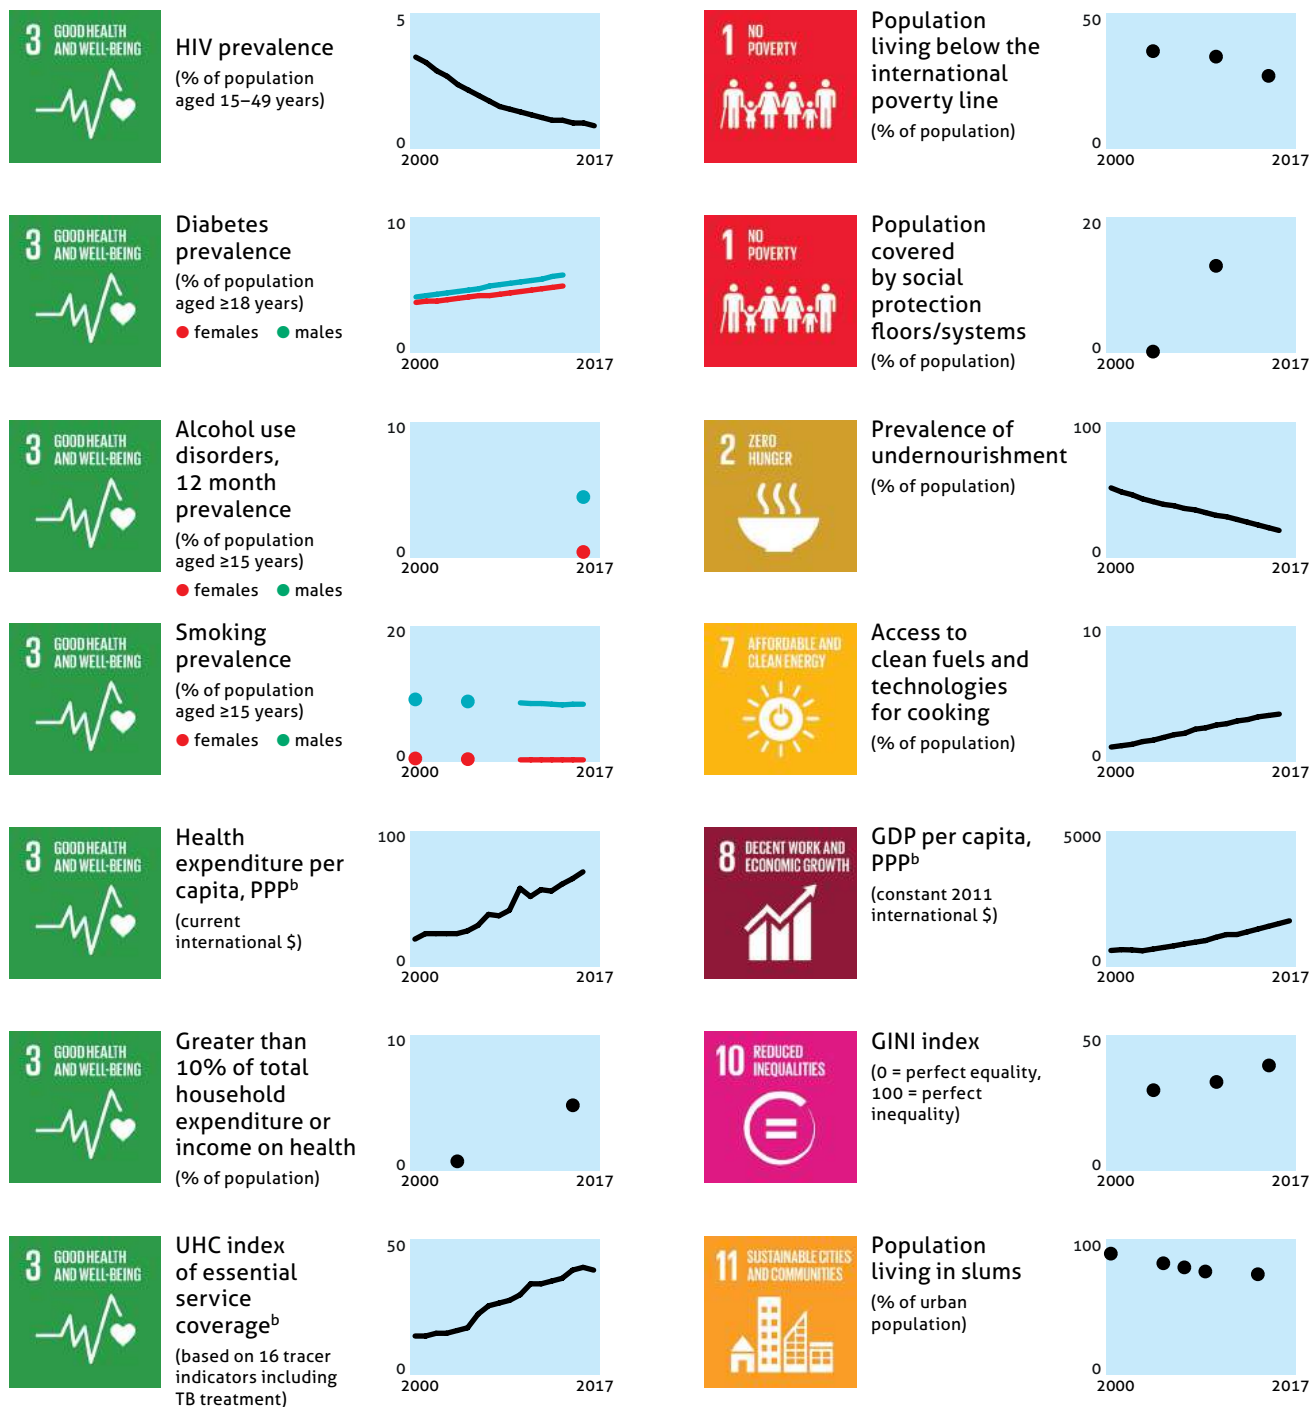 3 GOOD HEALTH
AND WELL-BEING
HIV prevalence
(% of population
aged 15–49 years)
5
0
2000 2017
3 GOOD HEALTH
AND WELL-BEING
Diabetes
prevalence
(% of population
aged ≥18 years)
females males
10
0
2000 2017
3 GOOD HEALTH
AND WELL-BEING
Alcohol use
disorders,
12 month
prevalence
(% of population
aged ≥15 years)
females males
10
0
2000 2017
3 GOOD HEALTH
AND WELL-BEING
Smoking
prevalence
(% of population
aged ≥15 years)
females males
20
0
2000 2017
3 GOOD HEALTH
AND WELL-BEING
Health
expenditure per
capita, PPPᵇ
(current
international $)
100
0
2000 2017
3 GOOD HEALTH
AND WELL-BEING
Greater than
10% of total
household
expenditure or
income on health
(% of population)
10
0
2000 2017
3 GOOD HEALTH
AND WELL-BEING
UHC index
of essential
service
coverageᵇ
(based on 16 tracer
indicators including
TB treatment)
50
0
2000 2017
1 NO
POVERTY
Population
living below the
international
poverty line
(% of population)
50
0
2000 2017
1 NO
POVERTY
Population
covered
by social
protection
floors/systems
(% of population)
20
0
2000 2017
2 ZERO
HUNGER
Prevalence of
undernourishment
(% of population)
100
0
2000 2017
7 AFFORDABLE AND
CLEAN ENERGY
Access to
clean fuels and
technologies
for cooking
(% of population)
10
0
2000 2017
8 DECENT WORK AND
ECONOMIC GROWTH
GDP per capita,
PPPᵇ
(constant 2011
international $)
5000
0
2000 2017
10 REDUCED
INEQUALITIES
GINI index
(0 = perfect equality,
100 = perfect
inequality)
50
0
2000 2017
11 SUSTAINABLE CITIES
AND COMMUNITIES
Population
living in slums
(% of urban
population)
100
0
2000 2017